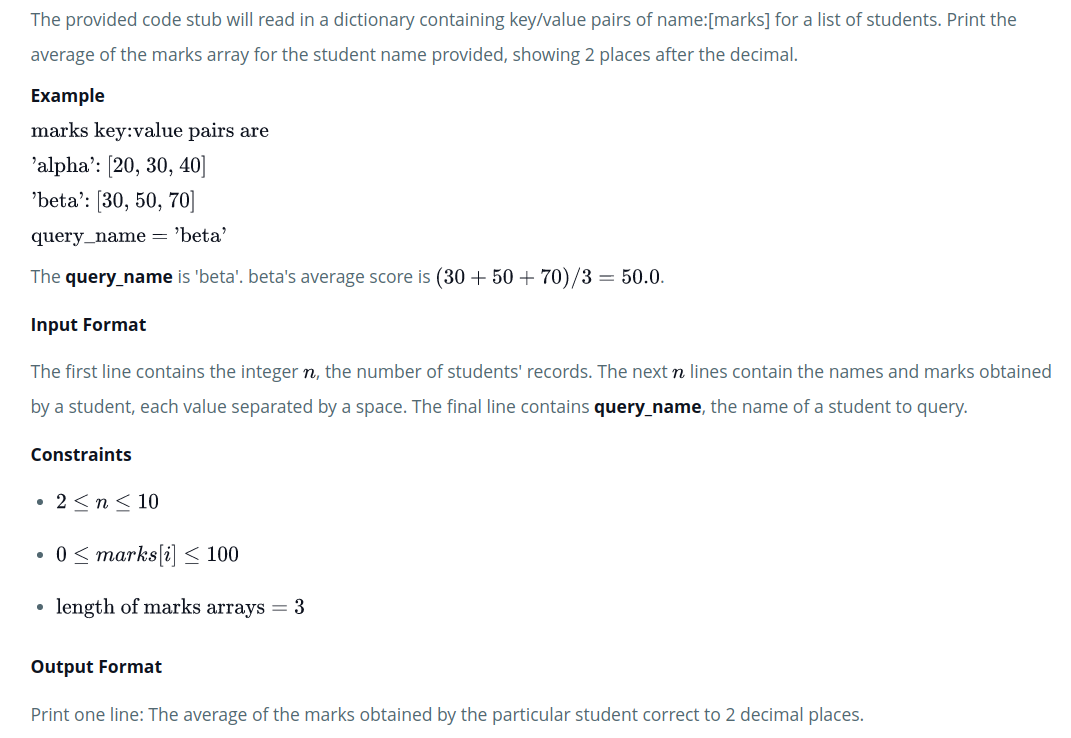 The provided code stub will read in a dictionary containing key/value pairs of name:[marks] for a list of students. Print the
average of the marks array for the student name provided, showing 2 places after the decimal.
Example
marks key:value pairs are
’alpha’: [20, 30, 40]
’beta’: [30, 50, 70]
query_name = ’beta’
The query_name is 'beta'. beta's average score is (30 + 50 + 70)/3 = 50.0.
Input Format
The first line contains the integer n, the number of students' records. The next n lines contain the names and marks obtained
by a student, each value separated by a space. The final line contains query_name, the name of a student to query.
Constraints
• 2 ≤ n ≤ 10
• 0 ≤ marks[i] ≤ 100
• length of marks arrays = 3
Output Format
Print one line: The average of the marks obtained by the particular student correct to 2 decimal places.